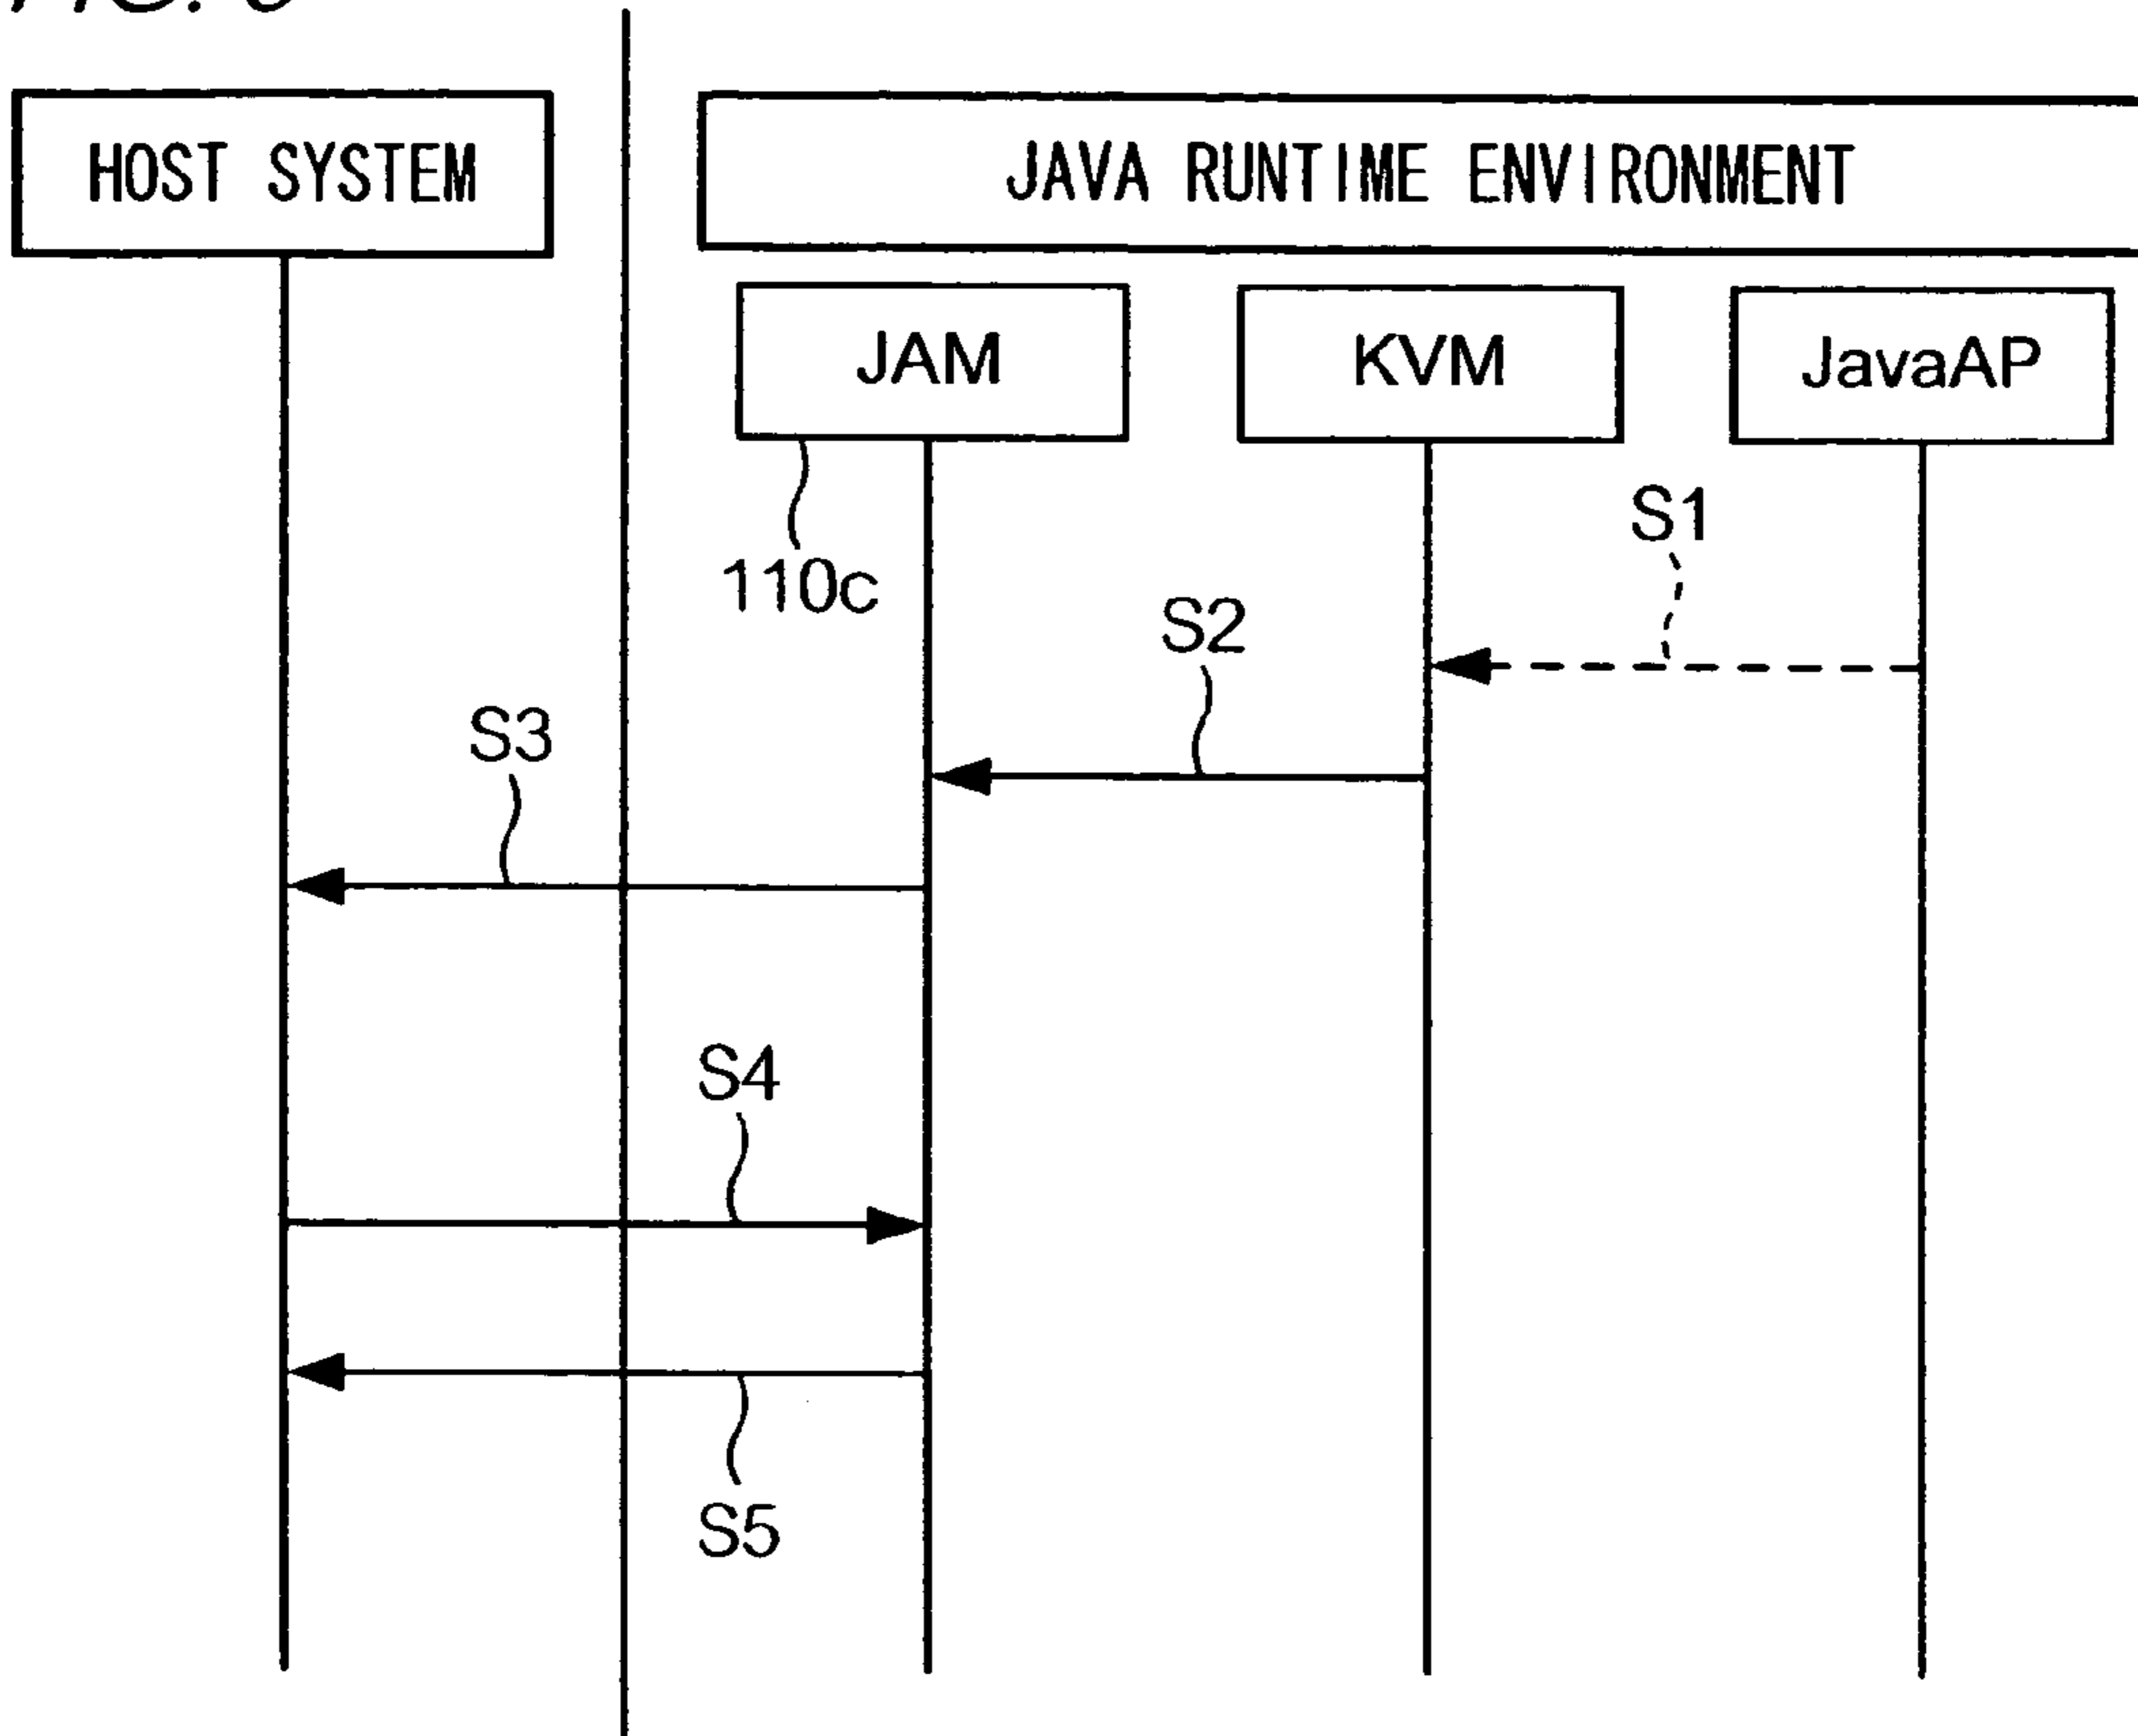 HOST SYSTEM
JAVA RUNTIME ENVIRONMENT
JAM
KVM
JavaAP
S1
110c
S2
S3
S4
S5